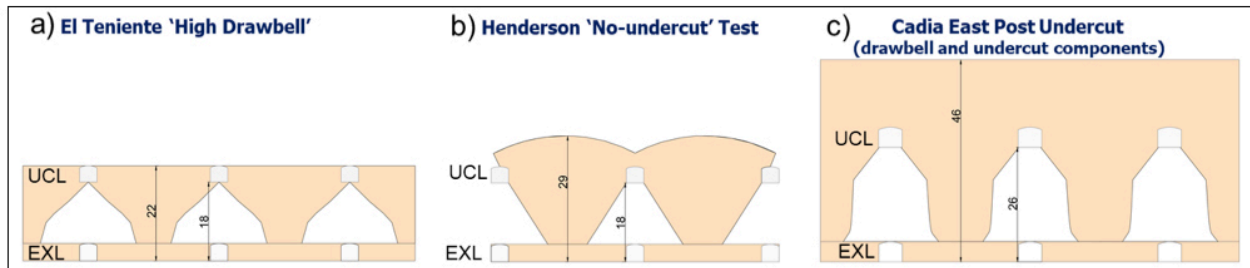 a) El Teniente ‘High Drawbell’
UCL
22
18
EXL
b) Henderson ‘No-undercut’ Test
UCL
29
18
EXL
c) Cadia East Post Undercut
(drawbell and undercut components)
46
UCL
26
EXL